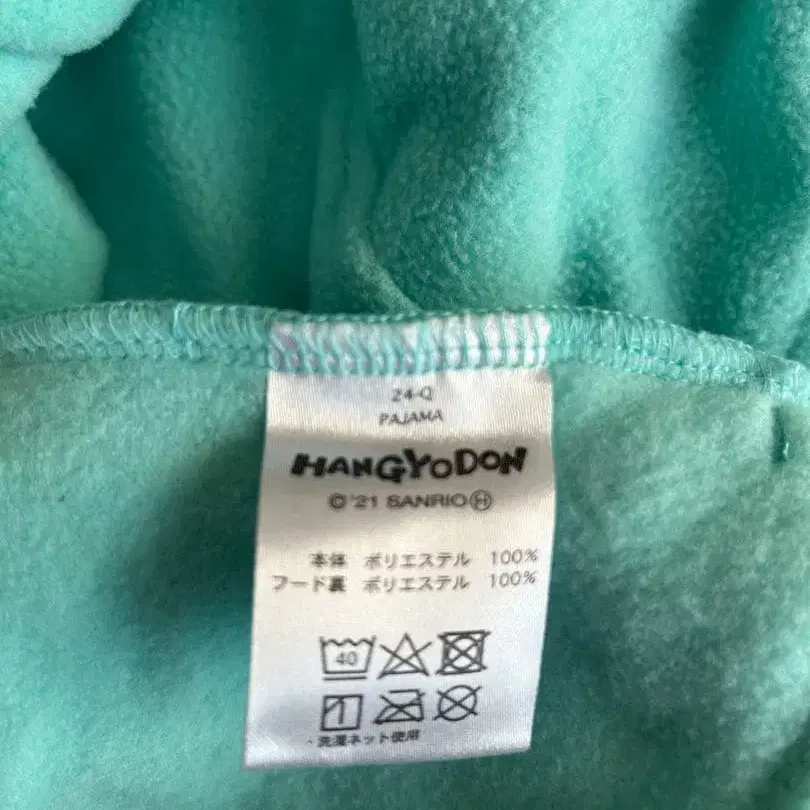 24-Q
PAJAMA
HANGYODON
© '21 SANRIO Ⓗ
本体 ポリエステル 100%
フード裏 ポリエステル 100%
40
・洗濯ネット使用